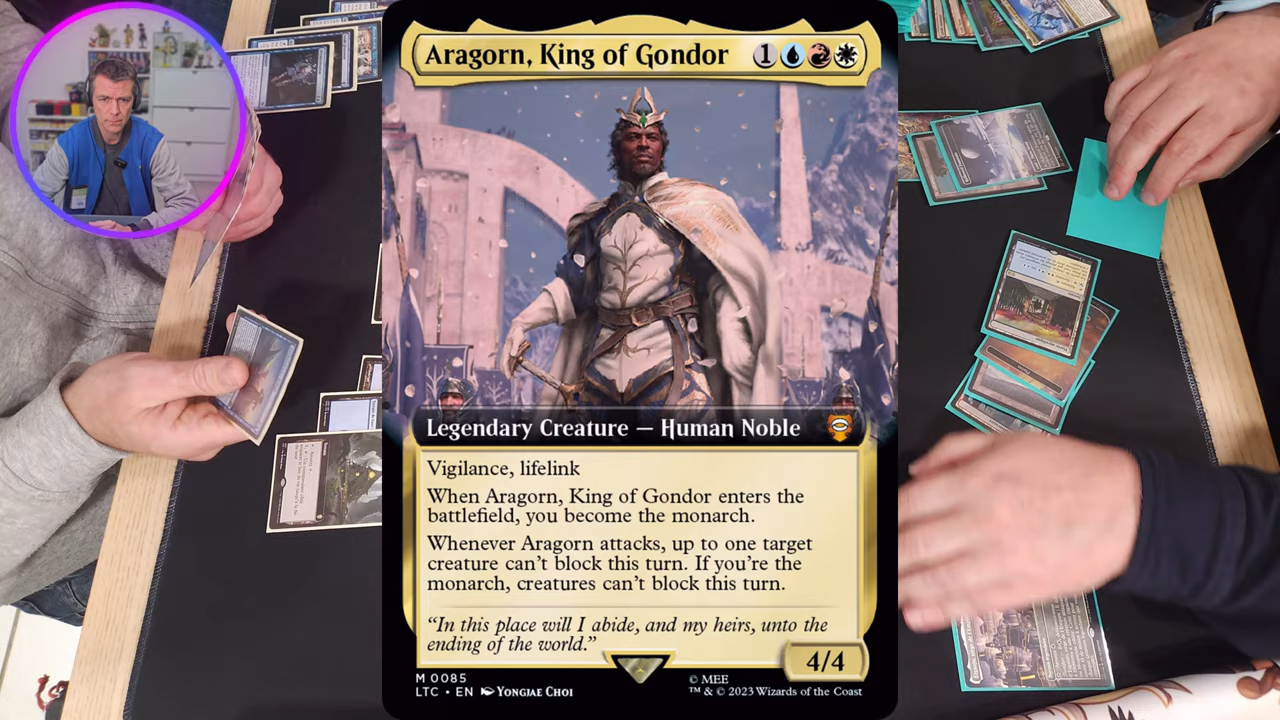 Aragorn, King of Gondor 1
Legendary Creature — Human Noble
Vigilance, lifelink
When Aragorn, King of Gondor enters the
battlefield, you become the monarch.
Whenever Aragorn attacks, up to one target
creature can't block this turn. If you're the
monarch, creatures can't block this turn.
“In this place will I abide, and my heirs, unto the
ending of the world.”
4/4
M 0085
LTC • EN Yongjae Choi
© MEE
™ & © 2023 Wizards of the Coast